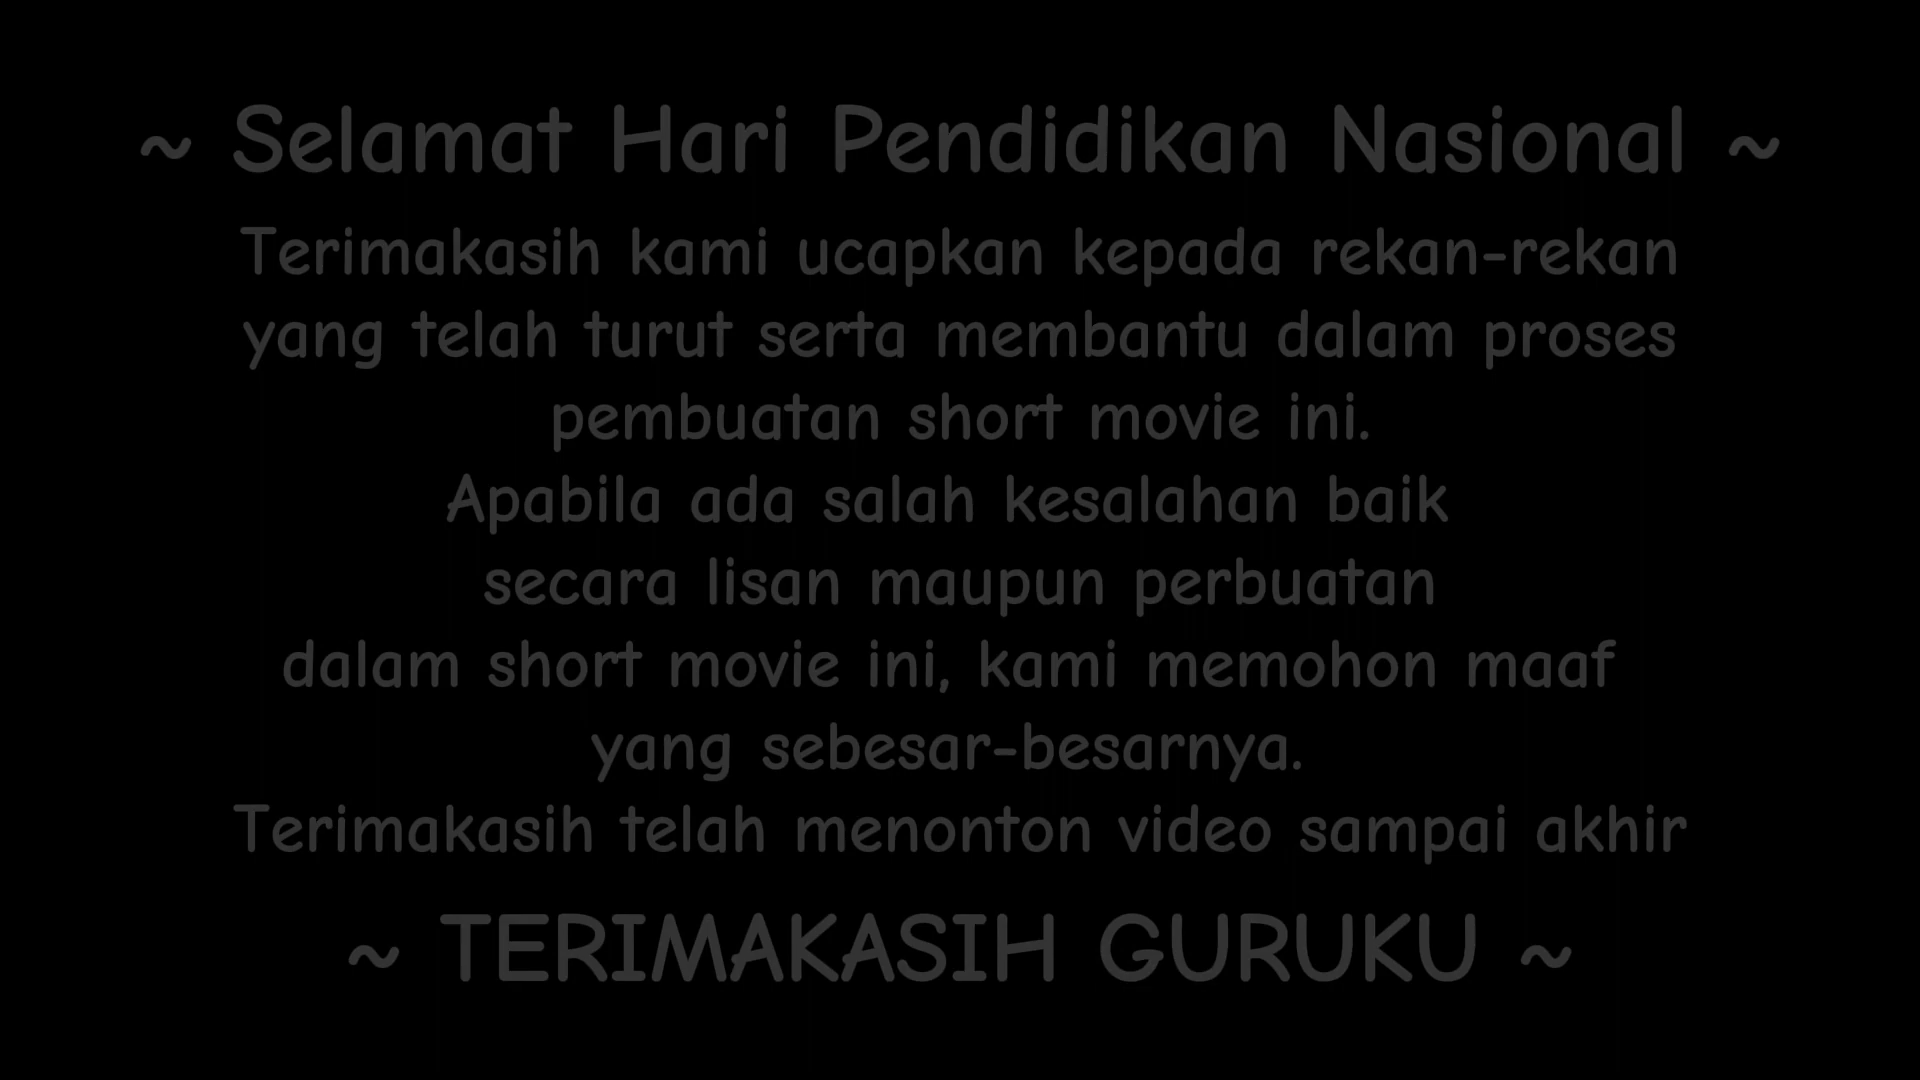 ~ Selamat Hari Pendidikan Nasional ~
Terimakasih kami ucapkan kepada rekan-rekan
yang telah turut serta membantu dalam proses
pembuatan short movie ini.
Apabila ada salah kesalahan baik
secara lisan maupun perbuatan
dalam short movie ini, kami memohon maaf
yang sebesar-besarnya.
Terimakasih telah menonton video sampai akhir
~ TERIMAKASIH GURUKU ~